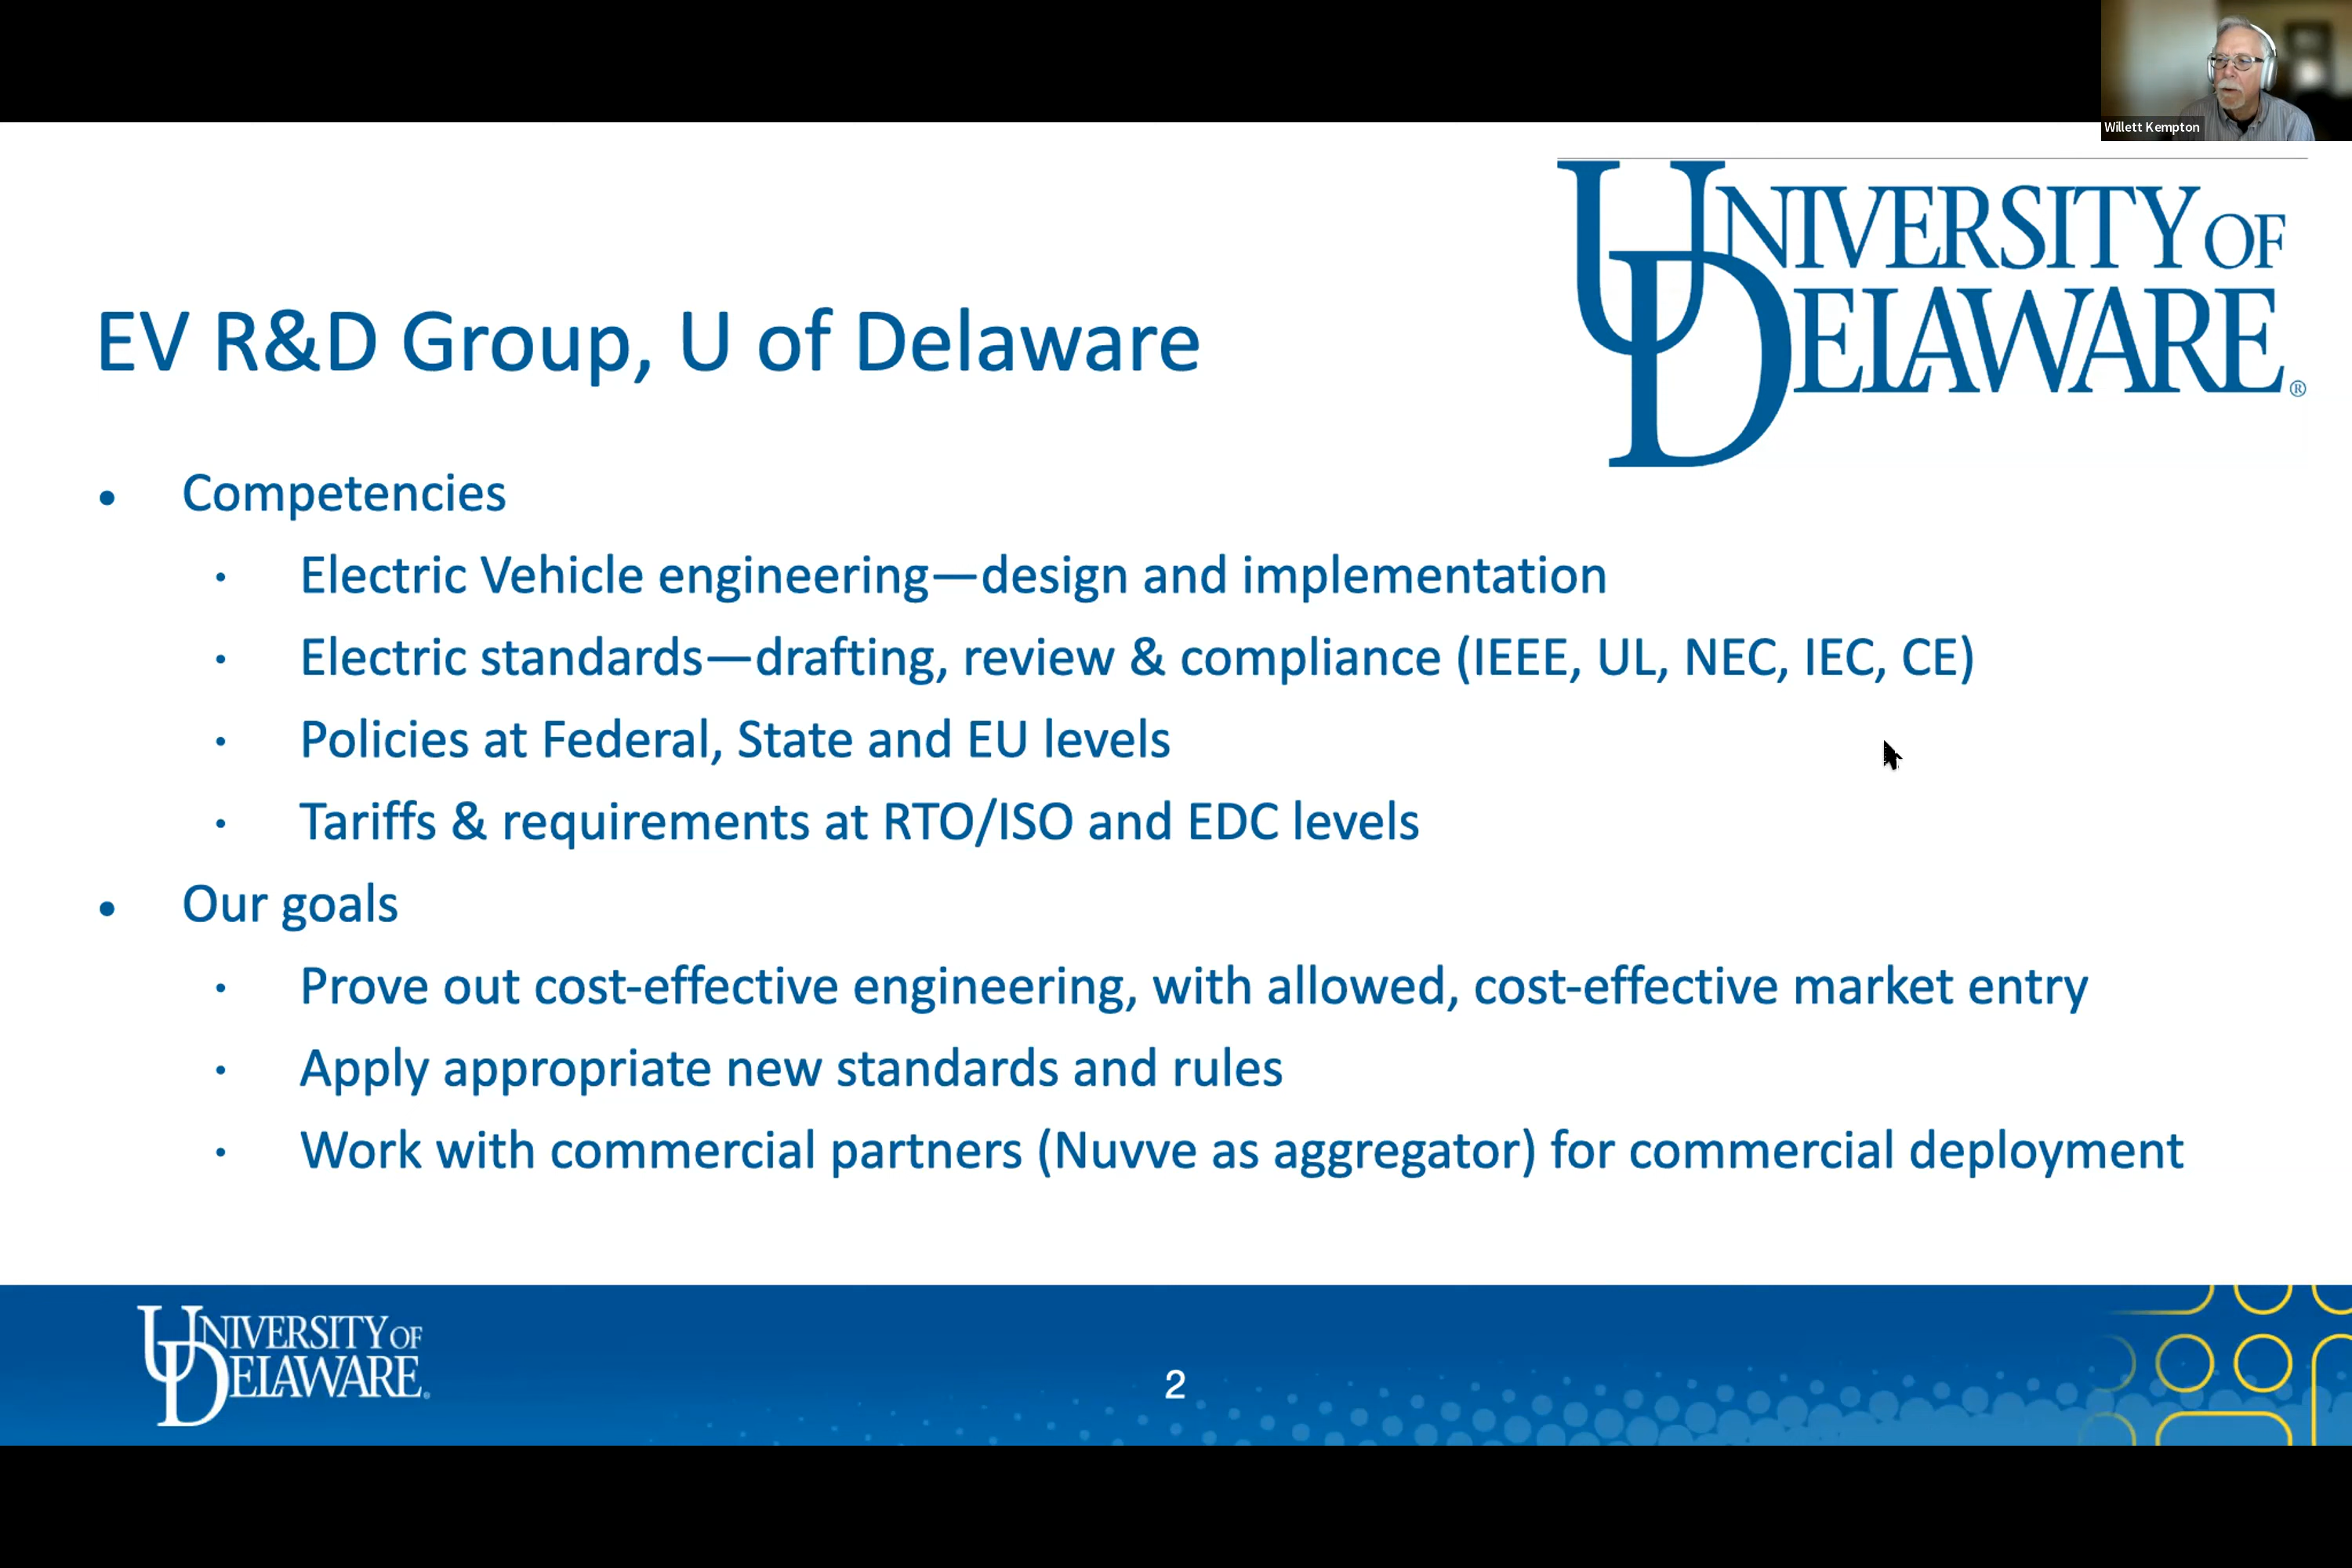 Willett Kempton
UNIVERSITY OF
DELAWARE®
EV R&D Group, U of Delaware
• Competencies
• Electric Vehicle engineering—design and implementation
• Electric standards—drafting, review & compliance (IEEE, UL, NEC, IEC, CE)
• Policies at Federal, State and EU levels
• Tariffs & requirements at RTO/ISO and EDC levels
• Our goals
• Prove out cost-effective engineering, with allowed, cost-effective market entry
• Apply appropriate new standards and rules
• Work with commercial partners (Nuvve as aggregator) for commercial deployment
UNIVERSITY OF
DELAWARE
2